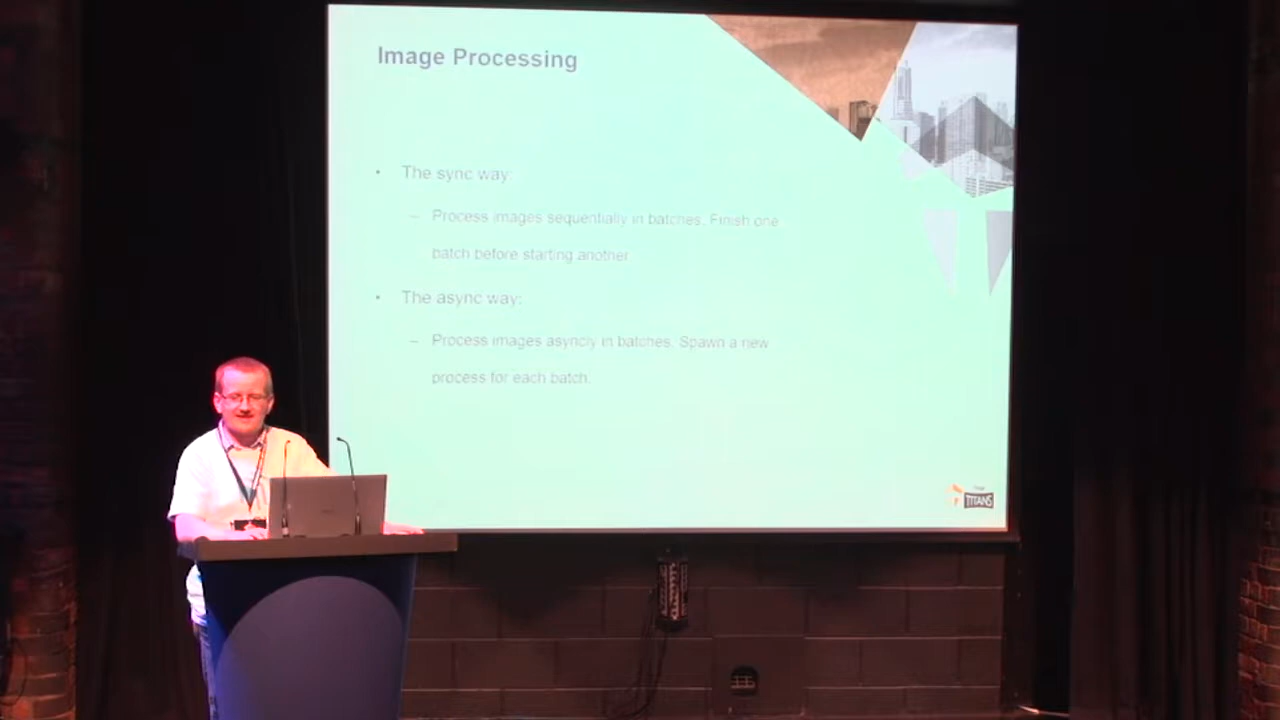 Image Processing
• The sync way:
– Process images sequentially in batches. Finish one
batch before starting another.
• The async way:
– Process images asyncly in batches. Spawn a new
process for each batch.
TITANS